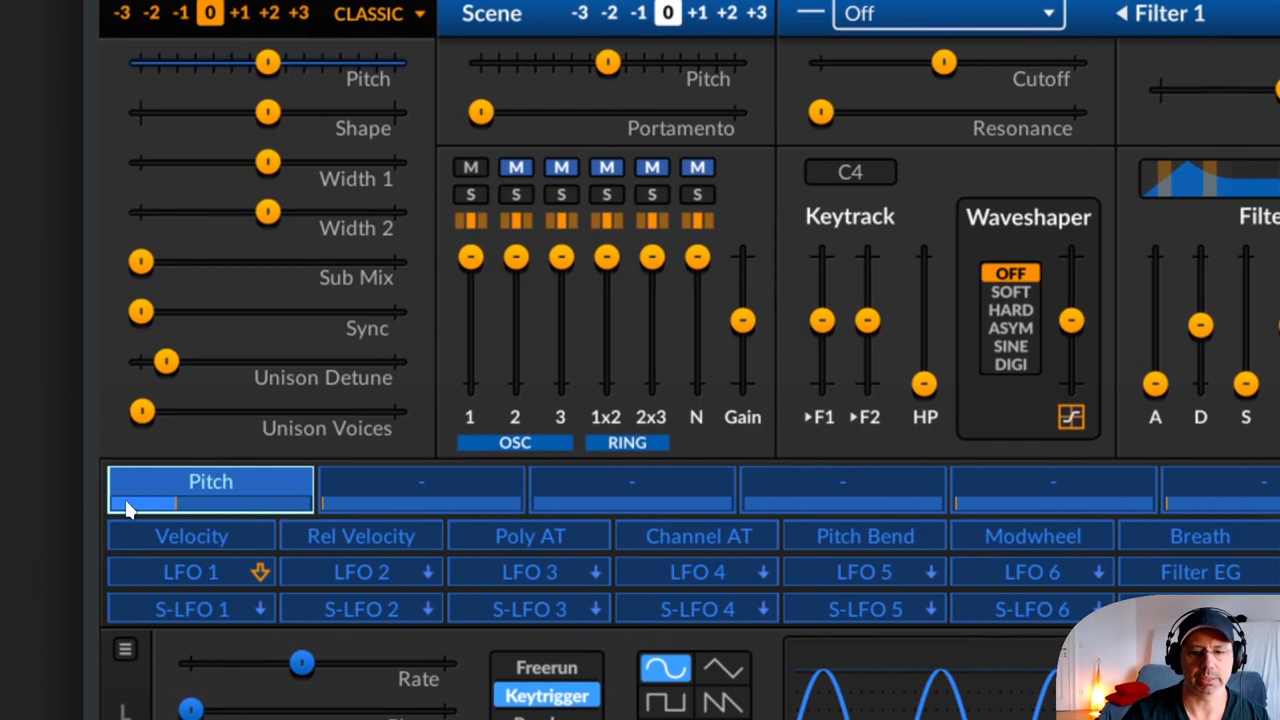 -3 -2 -1 0 +1 +2 +3 CLASSIC
Scene -3 -2 -1 0 +1 +2 +3
Off
Filter 1
Pitch
Shape
Width 1
Width 2
Sub Mix
Sync
Unison Detune
Unison Voices
Pitch
Portamento
M M M M M M
S S S S S S
1 2 3 1x2 2x3 N Gain
OSC RING
Cutoff
Resonance
C4
Keytrack
F1 F2 HP
Waveshaper
OFF
SOFT
HARD
ASYM
SINE
DIGI
A D S
Pitch - - - - -
Velocity Rel Velocity Poly AT Channel AT Pitch Bend Modwheel Breath
LFO 1 LFO 2 LFO 3 LFO 4 LFO 5 LFO 6 Filter EG
S-LFO 1 S-LFO 2 S-LFO 3 S-LFO 4 S-LFO 5 S-LFO 6
Rate
Freerun
Keytrigger